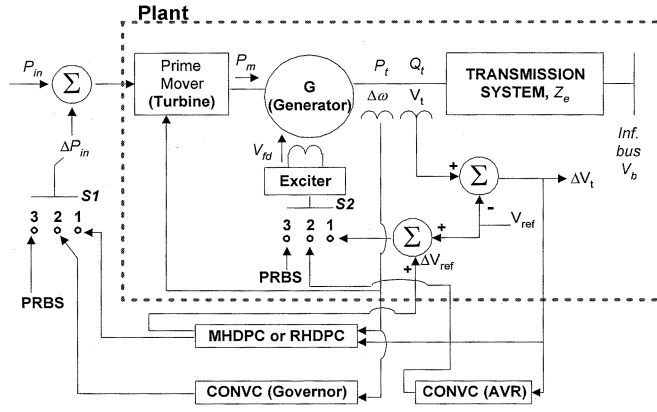 Plant
P_in
Σ
ΔP_in
Prime
Mover
(Turbine)
P_m
G
(Generator)
P_t
Q_t
Δω
V_t
TRANSMISSION
SYSTEM, Z_e
Inf.
bus
V_b
V_fd
Exciter
S2
3 2 1
PRBS
Σ
+
+
ΔV_ref
+
Σ
-
ΔV_t
V_ref
S1
3 2 1
PRBS
MHDPC or RHDPC
CONVC (Governor)
CONVC (AVR)